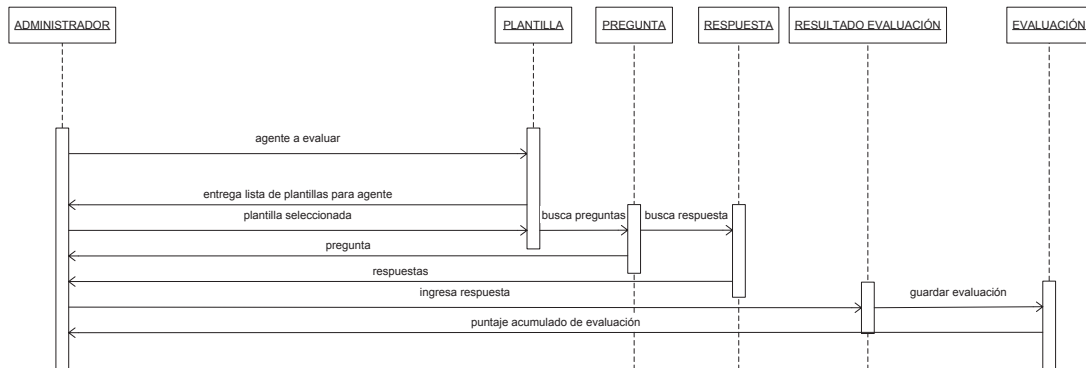 ADMINISTRADOR
PLANTILLA
PREGUNTA
RESPUESTA
RESULTADO EVALUACIÓN
EVALUACIÓN
agente a evaluar
entrega lista de plantillas para agente
plantilla seleccionada
busca preguntas
busca respuesta
pregunta
respuestas
ingresa respuesta
guardar evaluación
puntaje acumulado de evaluación